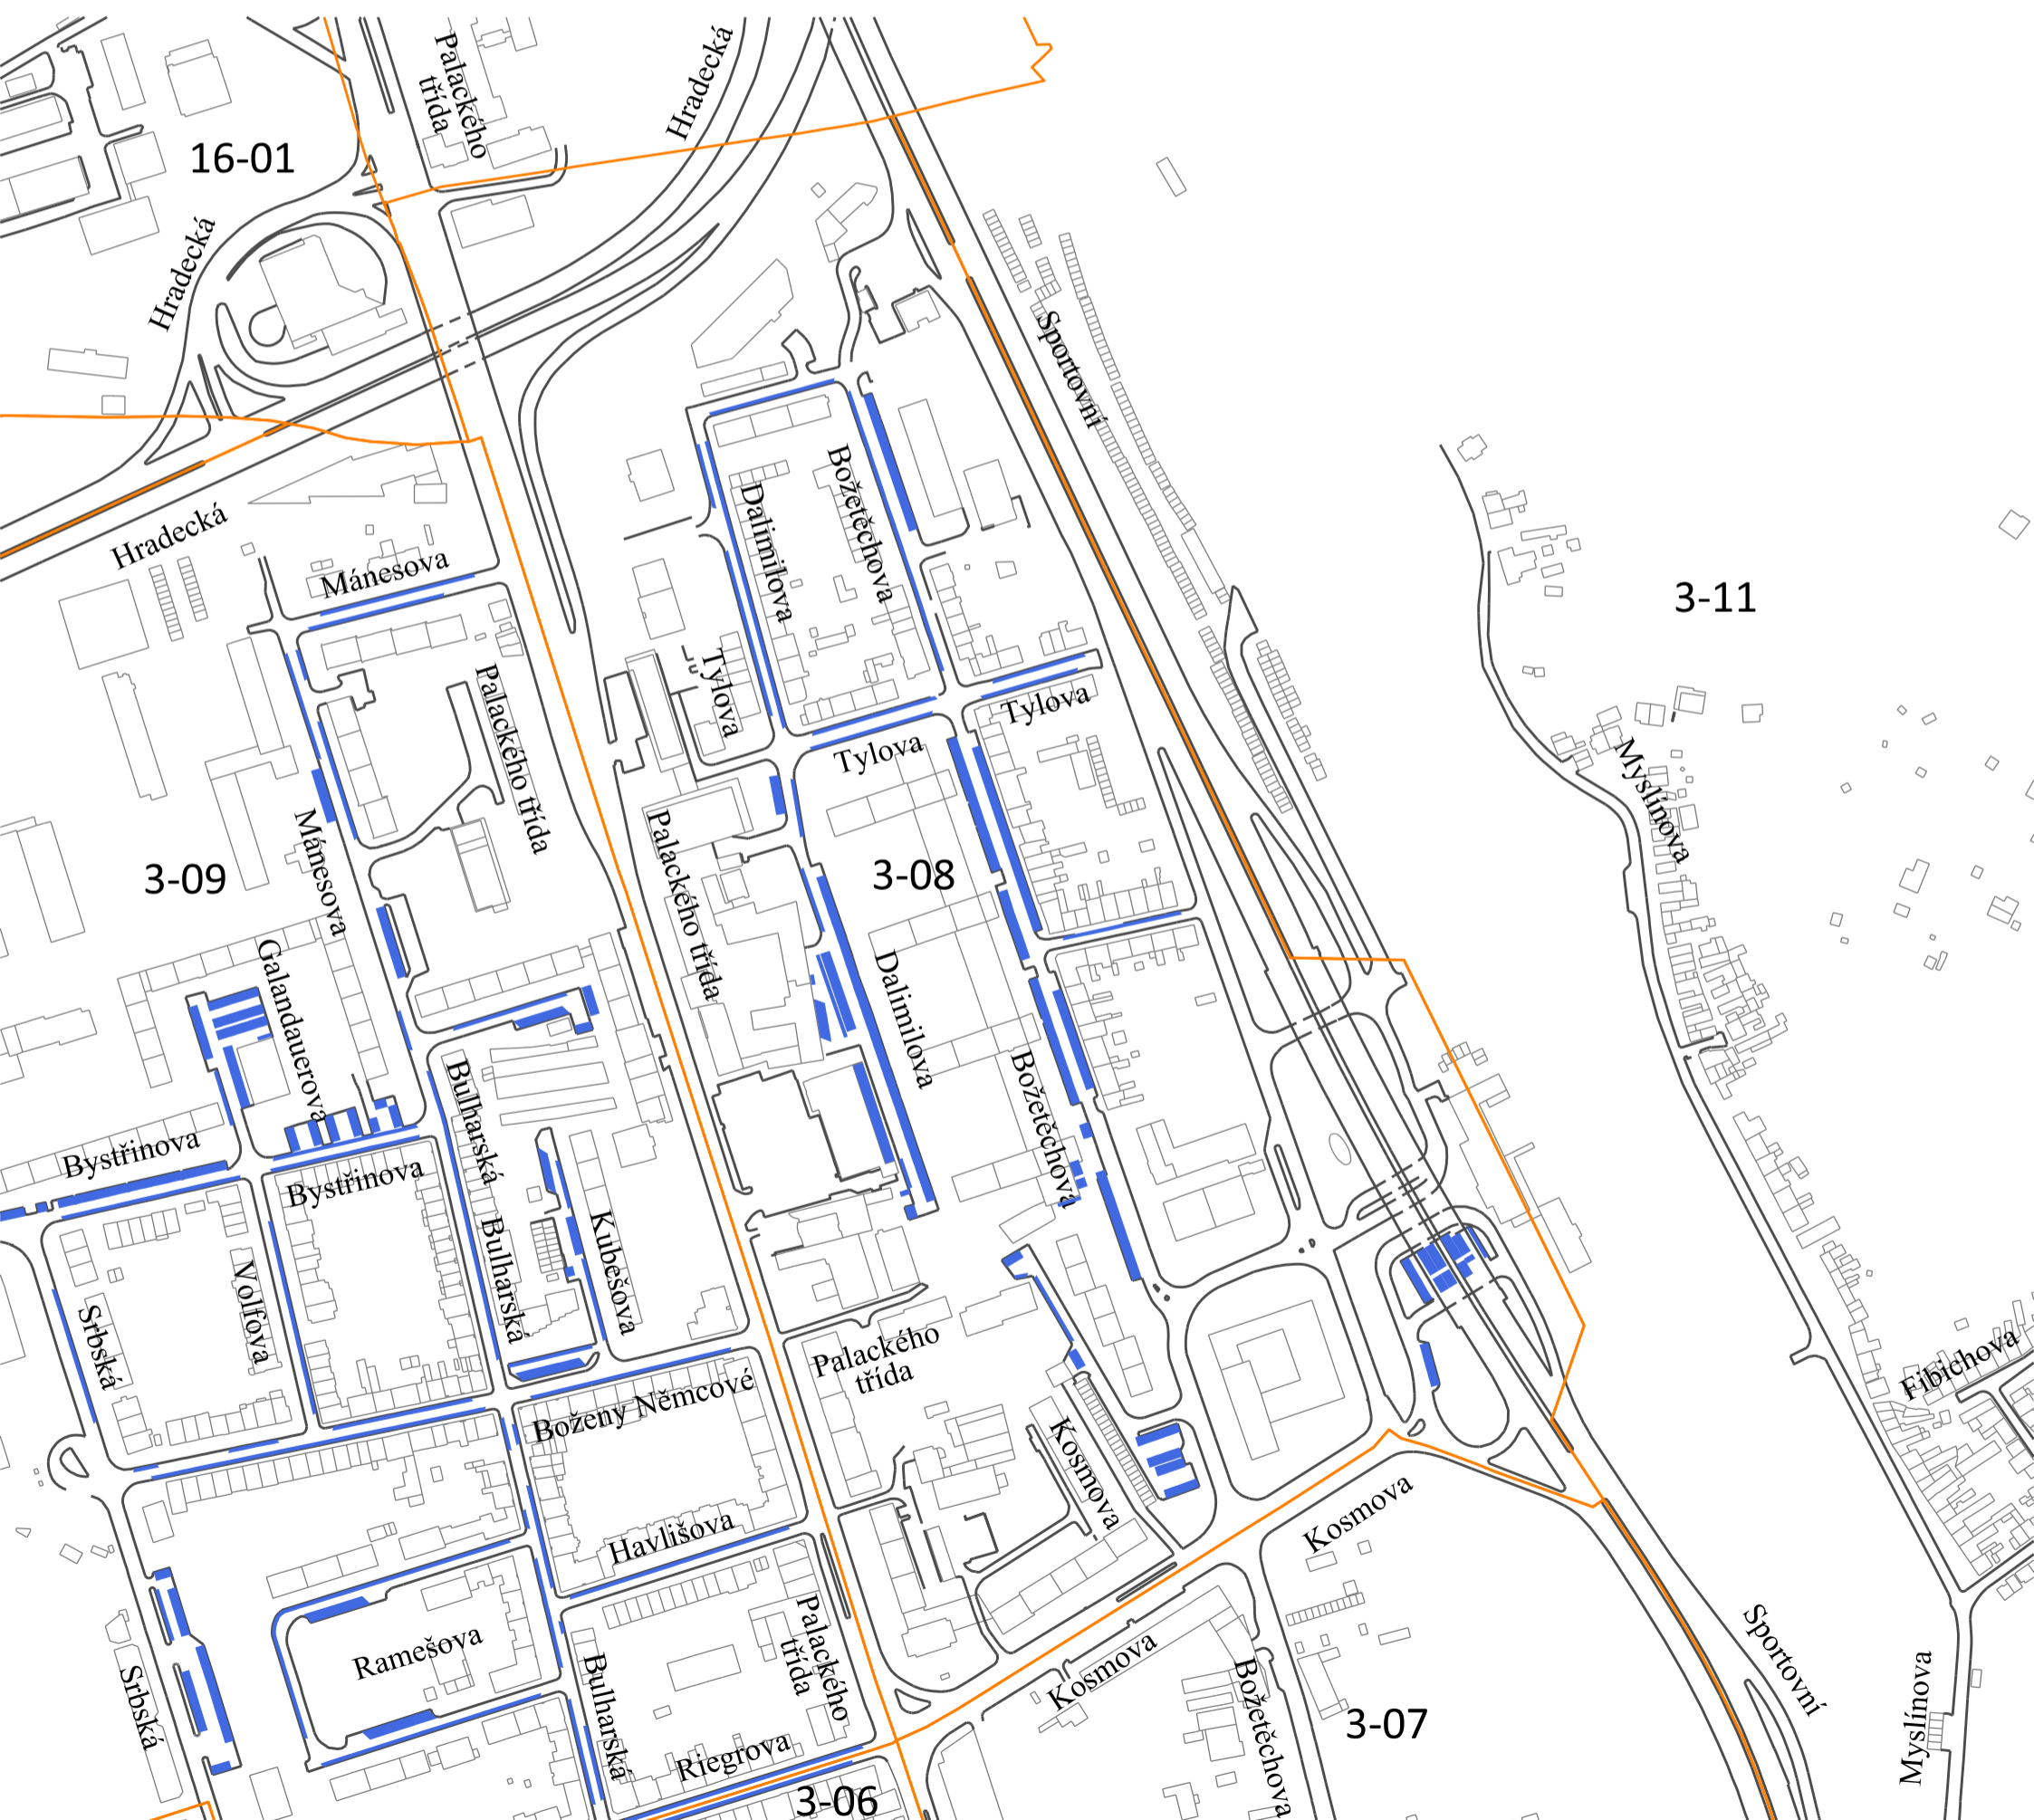 Palackého
třída
Hradecká
16-01
Hradecká
Sportovní
Hradecká
Mánesova
Dalimilova
Božetěchova
3-11
Tylova
Palackého třída
Tylova
Tylova
Myslínova
Mánesova
Palackého třída
3-09
3-08
Galandauerova
Dalimilova
Bulharská
Božetěchova
Bystřinova
Bystřinova
Kubešova
Bulharská
Volfova
Srbská
Palackého
třída
Fibichova
Boženy Němcové
Kosmova
Kosmova
Havlišova
Palackého
třída
Ramešova
Sportovní
Srbská
Bulharská
Kosmova
Božetěchova
Myslínova
3-07
Riegrova
3-06